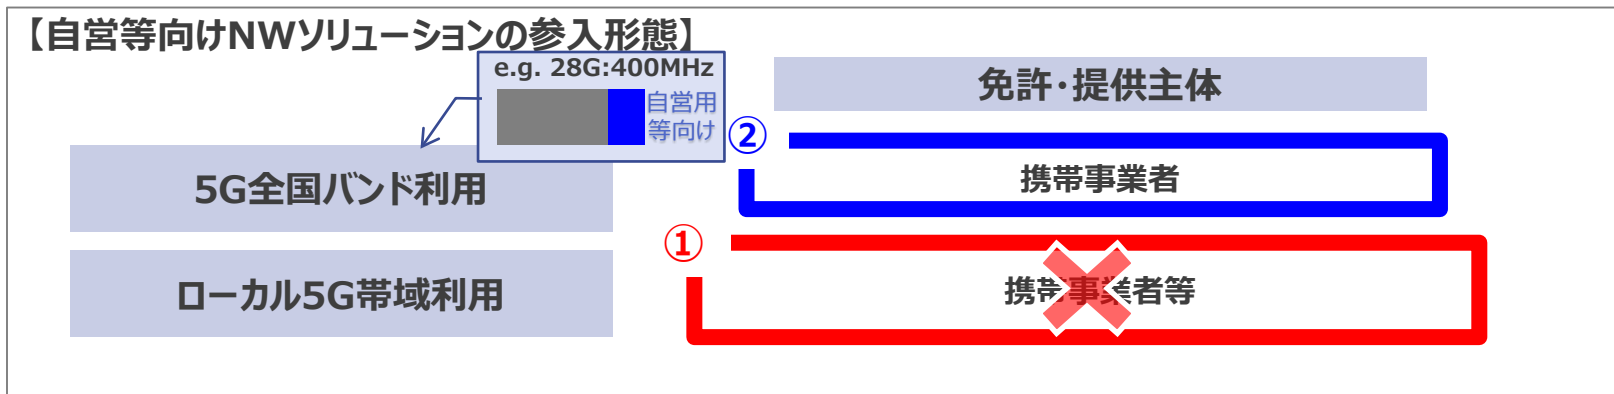 【自営等向けNWソリューションの参入形態】
e.g. 28G:400MHz
自営用
等向け
免許・提供主体
②
5G全国バンド利用
携帯事業者
①
ローカル5G帯域利用
携帯事業者等